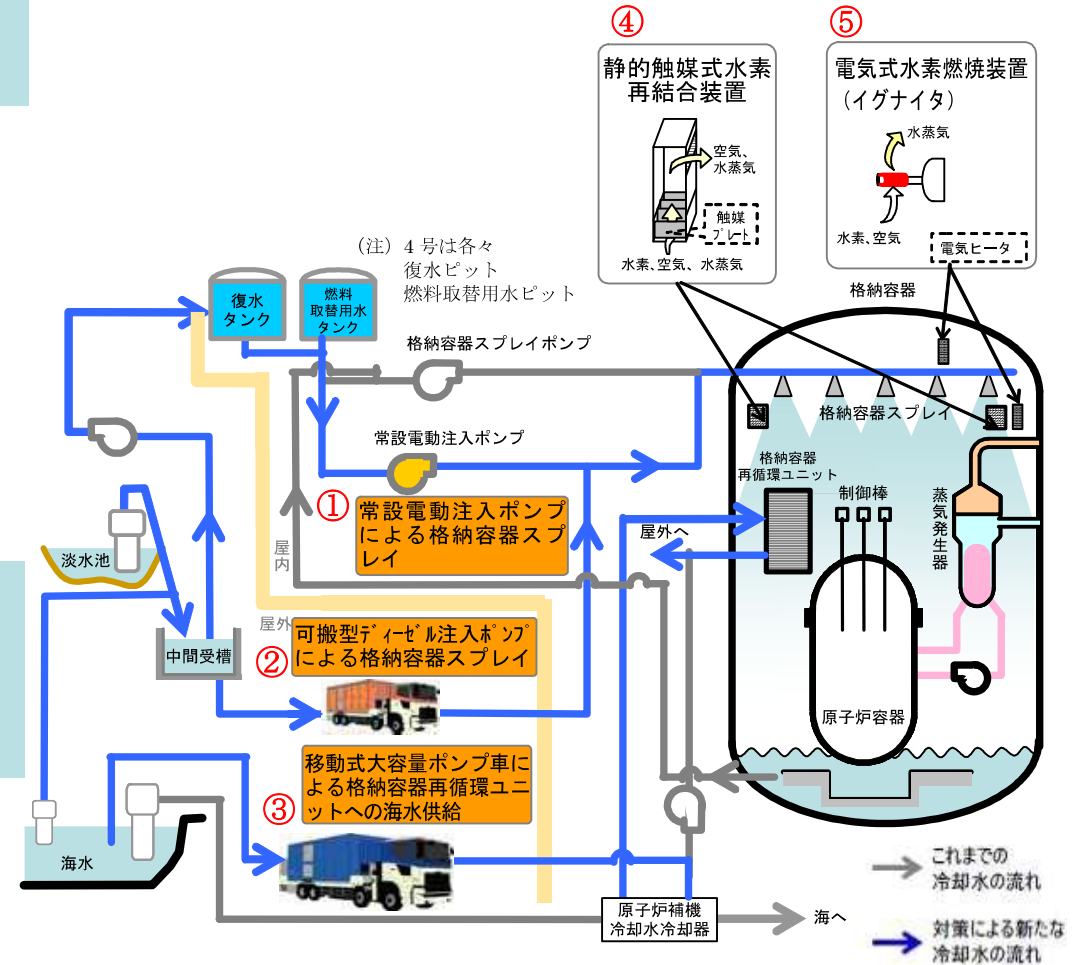 ④
静的触媒式水素
再結合装置
空気、
水蒸気
触媒
プレート
水素、空気、水蒸気
⑤
電気式水素燃焼装置
(イグナイタ)
水蒸気
水素、空気
電気ヒータ
(注) 4 号は各々
復水ピット
燃料取替用水ピット
復水
タンク
燃料
取替用水
タンク
格納容器スプレイポンプ
格納容器
格納容器スプレイ
常設電動注入ポンプ
①
常設電動注入ポンプ
による格納容器スプ
レイ
格納容器
再循環ユニット
制御棒
蒸気発生器
屋外へ
屋内
屋外
淡水池
中間受槽
②
可搬型ディーゼル注入ポンプ
による格納容器スプレイ
原子炉容器
③
移動式大容量ポンプ車に
よる格納容器再循環ユニ
ットへの海水供給
海水
原子炉補機
冷却水冷却器
海へ
これまでの
冷却水の流れ
対策による新たな
冷却水の流れ